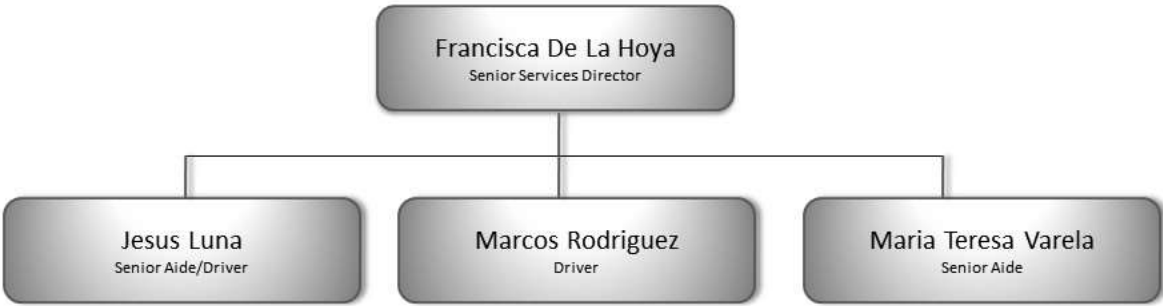 Francisca De La Hoya
Senior Services Director
Jesus Luna
Senior Aide/Driver
Marcos Rodriguez
Driver
Maria Teresa Varela
Senior Aide